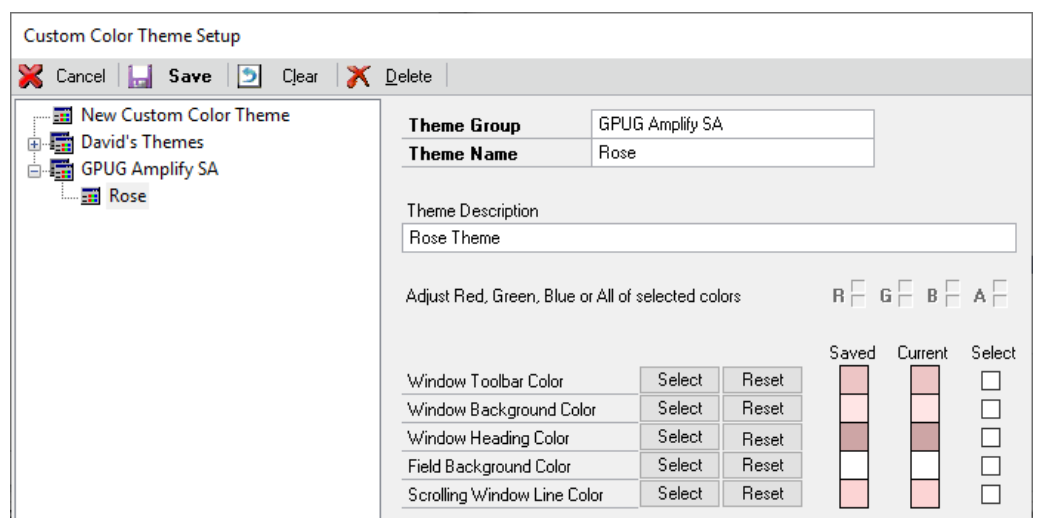 Custom Color Theme Setup
Cancel Save Clear Delete
New Custom Color Theme
David's Themes
GPUG Amplify SA
Rose
Theme Group GPUG Amplify SA
Theme Name Rose
Theme Description
Rose Theme
Adjust Red, Green, Blue or All of selected colors R G B A
Saved Current Select
Window Toolbar Color Select Reset
Window Background Color Select Reset
Window Heading Color Select Reset
Field Background Color Select Reset
Scrolling Window Line Color Select Reset